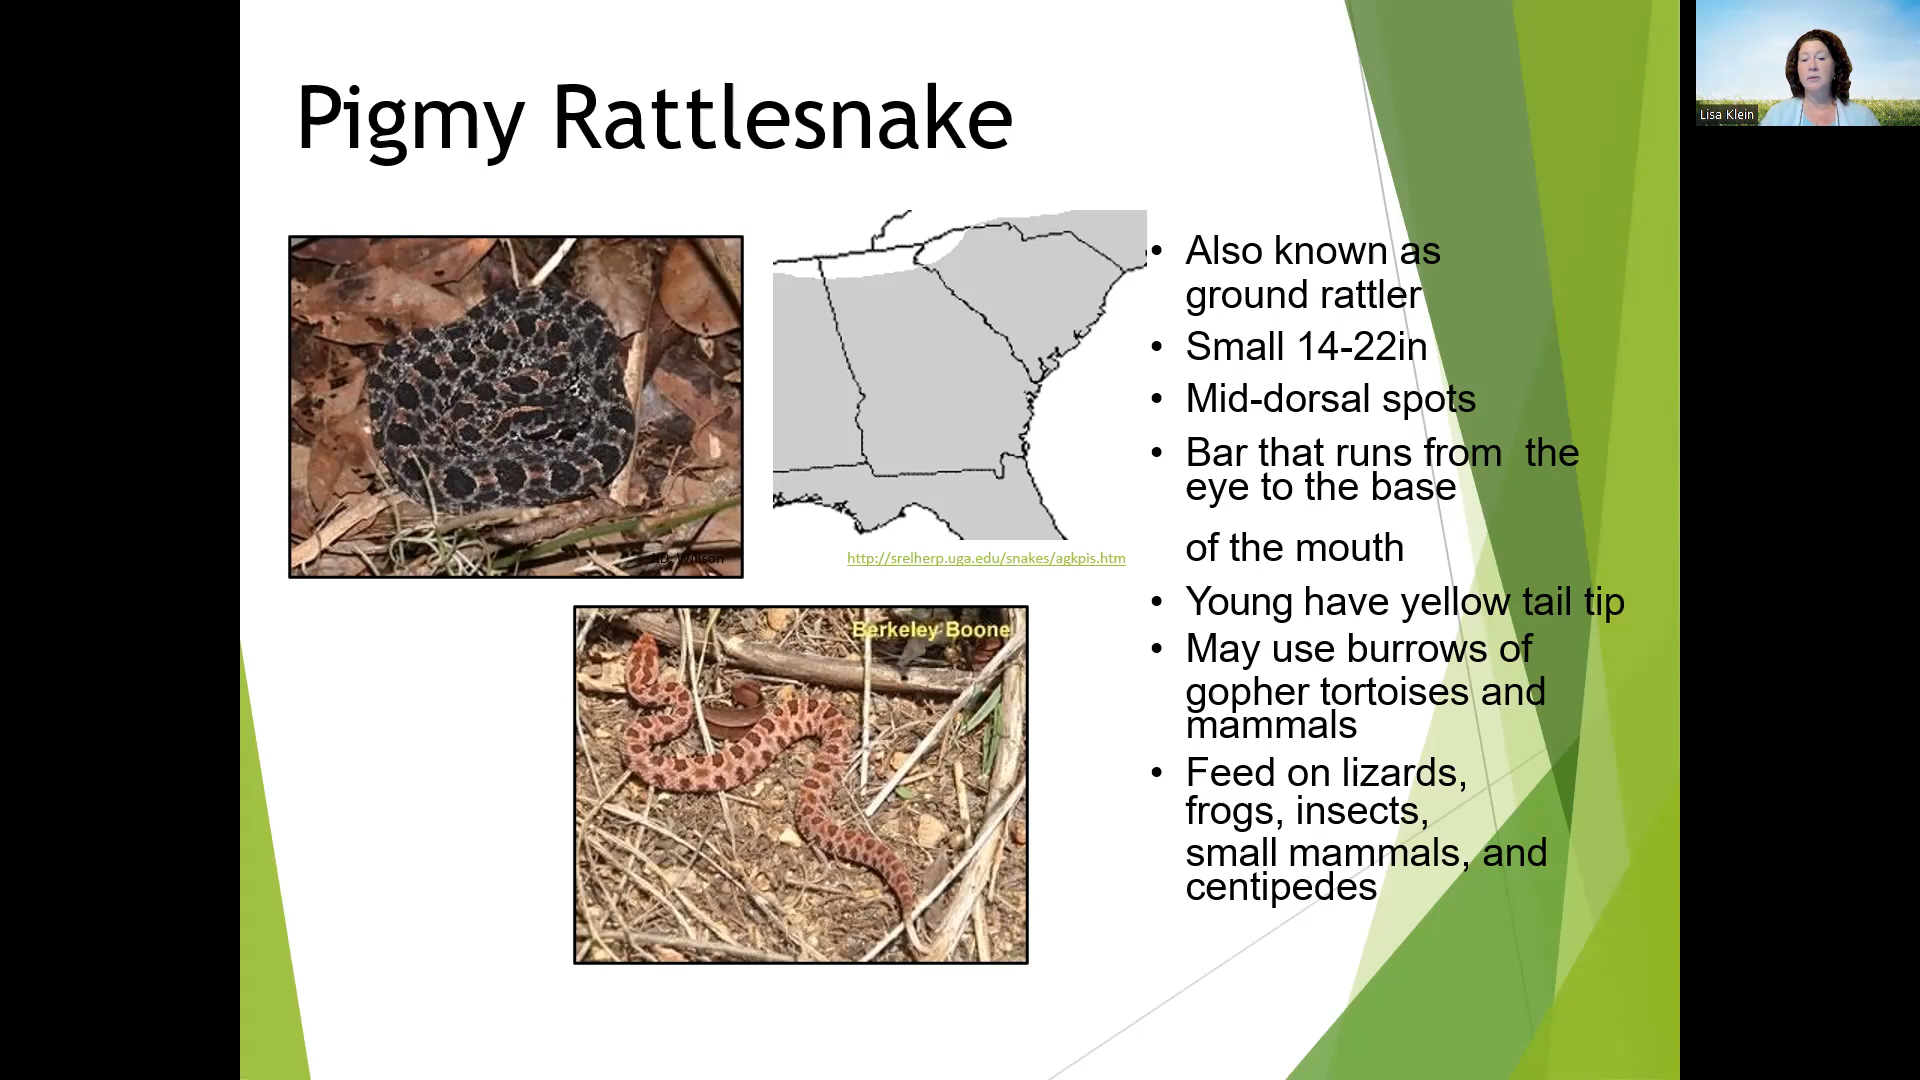 Pigmy Rattlesnake
Lisa Klein
J.D. Willson
http://srelherp.uga.edu/snakes/agkpis.htm
Berkeley Boone
• Also known as
ground rattler
• Small 14-22in
• Mid-dorsal spots
• Bar that runs from the
eye to the base
of the mouth
• Young have yellow tail tip
• May use burrows of
gopher tortoises and
mammals
• Feed on lizards,
frogs, insects,
small mammals, and
centipedes